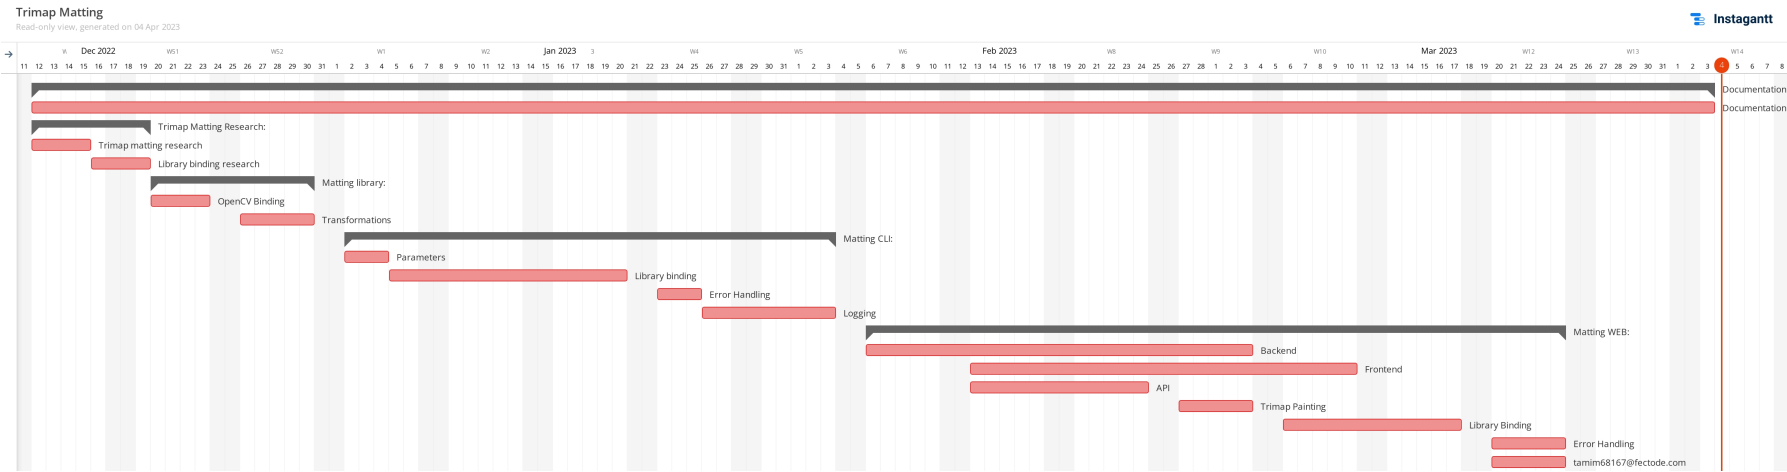 Trimap Matting
Read-only view, generated on 04 Apr 2023
Instagantt
W Dec 2022 W51 W52 W1 W2 Jan 2023 3 W4 W5 W6 Feb 2023 W8 W9 W10 Mar 2023 W12 W13 W14
11 12 13 14 15 16 17 18 19 20 21 22 23 24 25 26 27 28 29 30 31 1 2 3 4 5 6 7 8 9 10 11 12 13 14 15 16 17 18 19 20 21 22 23 24 25 26 27 28 29 30 31 1 2 3 4 5 6 7 8 9 10 11 12 13 14 15 16 17 18 19 20 21 22 23 24 25 26 27 28 1 2 3 4 5 6 7 8 9 10 11 12 13 14 15 16 17 18 19 20 21 22 23 24 25 26 27 28 29 30 31 1 2 3 4 5 6 7 8
Documentation
Documentation
Trimap Matting Research:
Trimap matting research
Library binding research
Matting library:
OpenCV Binding
Transformations
Matting CLI:
Parameters
Library binding
Error Handling
Logging
Matting WEB:
Backend
Frontend
API
Trimap Painting
Library Binding
Error Handling
tamim68167@fectode.com